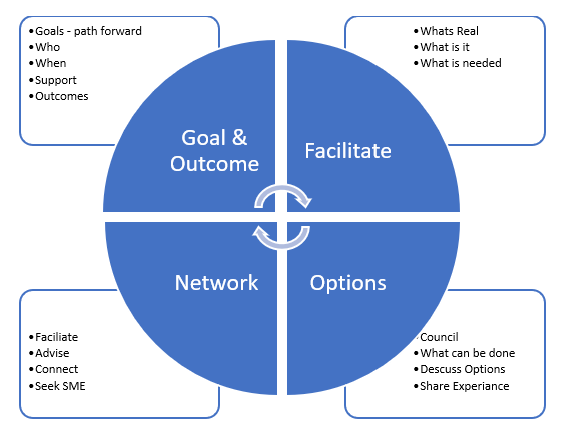 •Goals - path forward
•Who
•When
•Support
•Outcomes
•Whats Real
•What is it
•What is needed
Goal &
Outcome
Facilitate
Network
Options
•Faciliate
•Advise
•Connect
•Seek SME
•Council
•What can be done
•Descuss Options
•Share Experiance